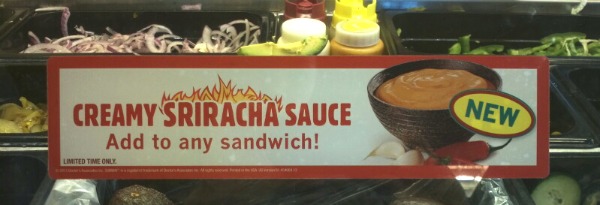 CREAMY SRIRACHA SAUCE
Add to any sandwich!
NEW
LIMITED TIME ONLY.